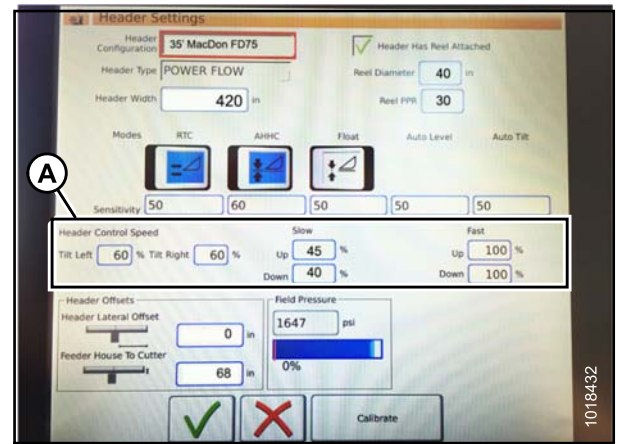 Header Settings
Header Configuration 35' MacDon FD75
Header Has Reel Attached
Header Type POWER FLOW
Reel Diameter 40 in
Header Width 420 in
Reel PPR 30
Modes RTC AHHC Float Auto Level Auto Tilt
A
Sensitivity 50 60 50 50 50
Header Control Speed Slow Fast
Tilt Left 60 % Tilt Right 60 % Up 45 % Up 100 %
Down 40 % Down 100 %
Header Offsets Field Pressure
Header Lateral Offset
0 in 1647 psi
Feeder House To Cutter
68 in 0%
Calibrate
1018432